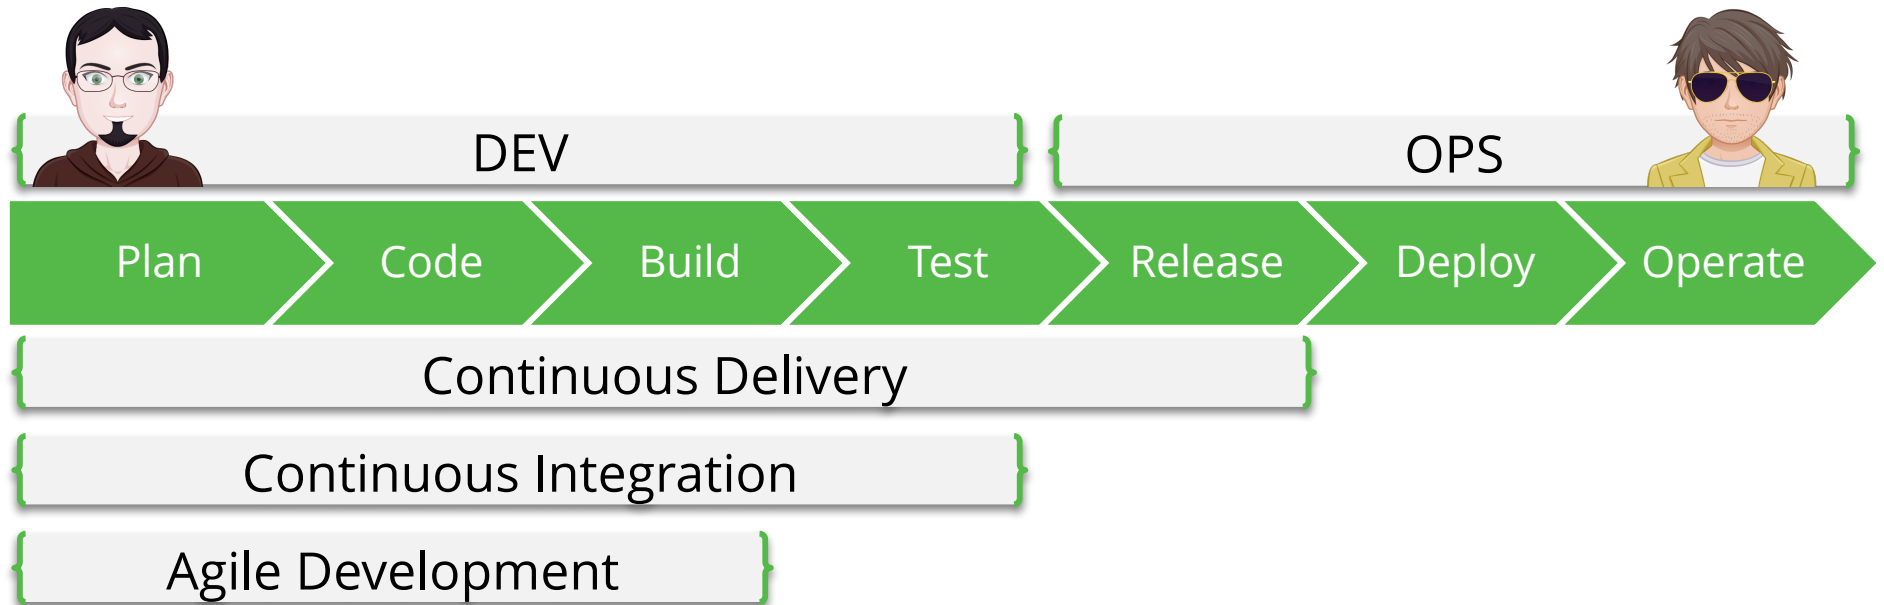 DEV
OPS
Plan
Code
Build
Test
Release
Deploy
Operate
Continuous Delivery
Continuous Integration
Agile Development